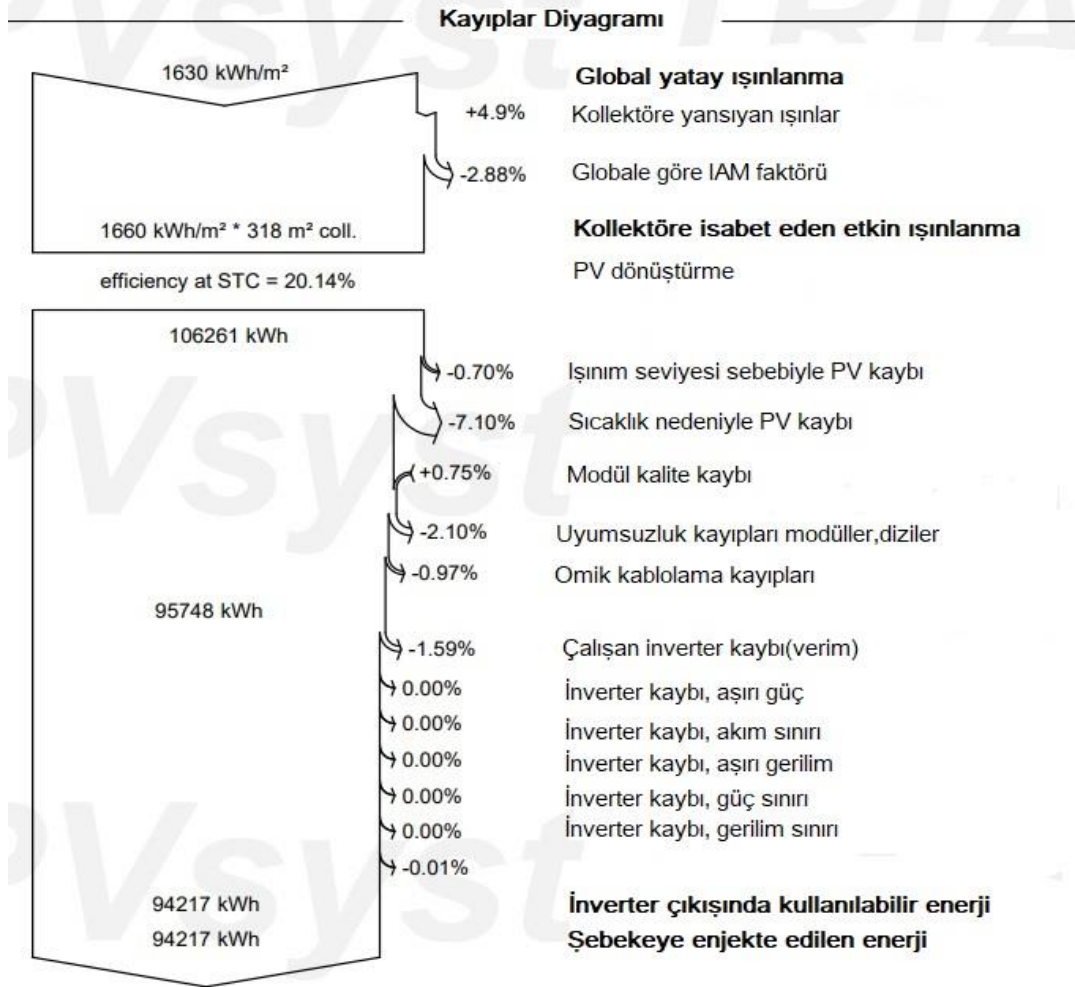 Kayıplar Diyagramı
1630 kWh/m²
Global yatay ışınlanma
+4.9%
Kollektöre yansıyan ışınlar
-2.88%
Globale göre IAM faktörü
1660 kWh/m² * 318 m² coll.
Kollektöre isabet eden etkin ışınlanma
efficiency at STC = 20.14%
PV dönüştürme
106261 kWh
-0.70%
Işınım seviyesi sebebiyle PV kaybı
-7.10%
Sıcaklık nedeniyle PV kaybı
+0.75%
Modül kalite kaybı
-2.10%
Uyumsuzluk kayıpları modüller,diziler
-0.97%
Omik kablolama kayıpları
95748 kWh
-1.59%
Çalışan inverter kaybı(verim)
0.00%
İnverter kaybı, aşırı güç
0.00%
İnverter kaybı, akım sınırı
0.00%
İnverter kaybı, aşırı gerilim
0.00%
İnverter kaybı, güç sınırı
0.00%
İnverter kaybı, gerilim sınırı
-0.01%
94217 kWh
İnverter çıkışında kullanılabilir enerji
94217 kWh
Şebekeye enjekte edilen enerji
PVsyst TRIA
PVsyst
PVsyst